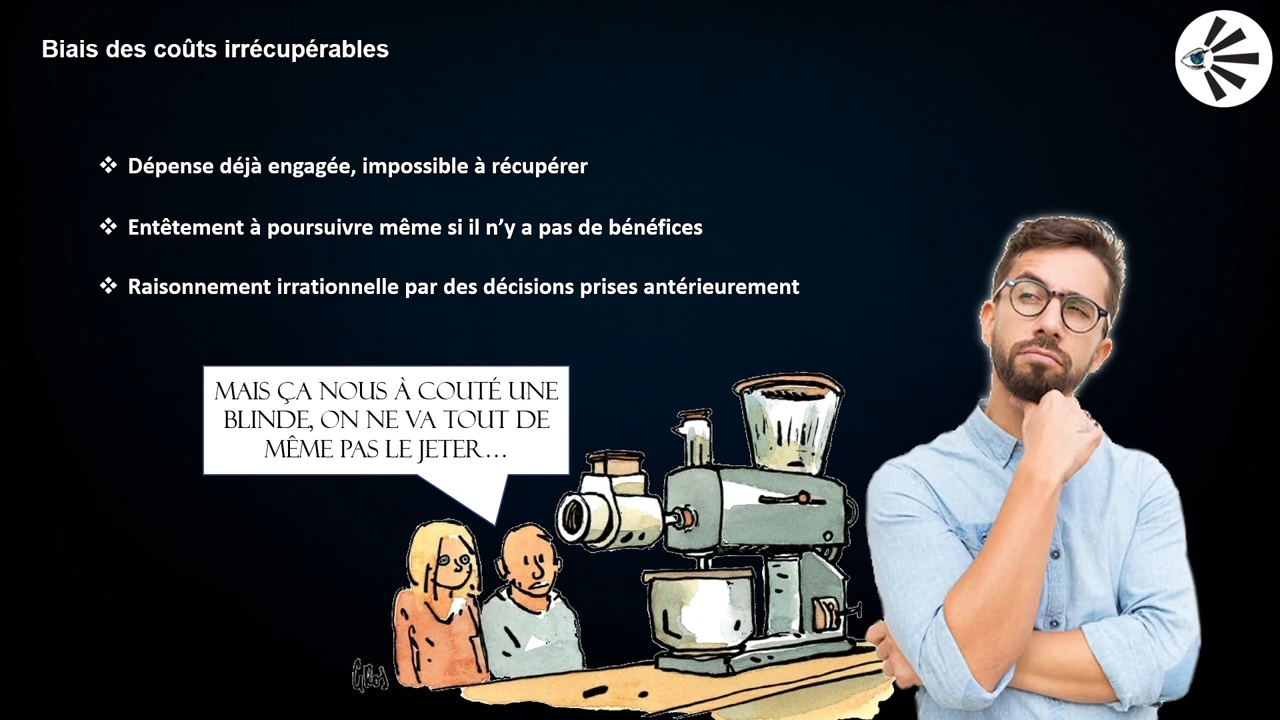 Biais des coûts irrécupérables
❖ Dépense déjà engagée, impossible à récupérer
❖ Entêtement à poursuivre même si il n’y a pas de bénéfices
❖ Raisonnement irrationnelle par des décisions prises antérieurement
MAIS ÇA NOUS À COUTÉ UNE
BLINDE, ON NE VA TOUT DE
MÊME PAS LE JETER…